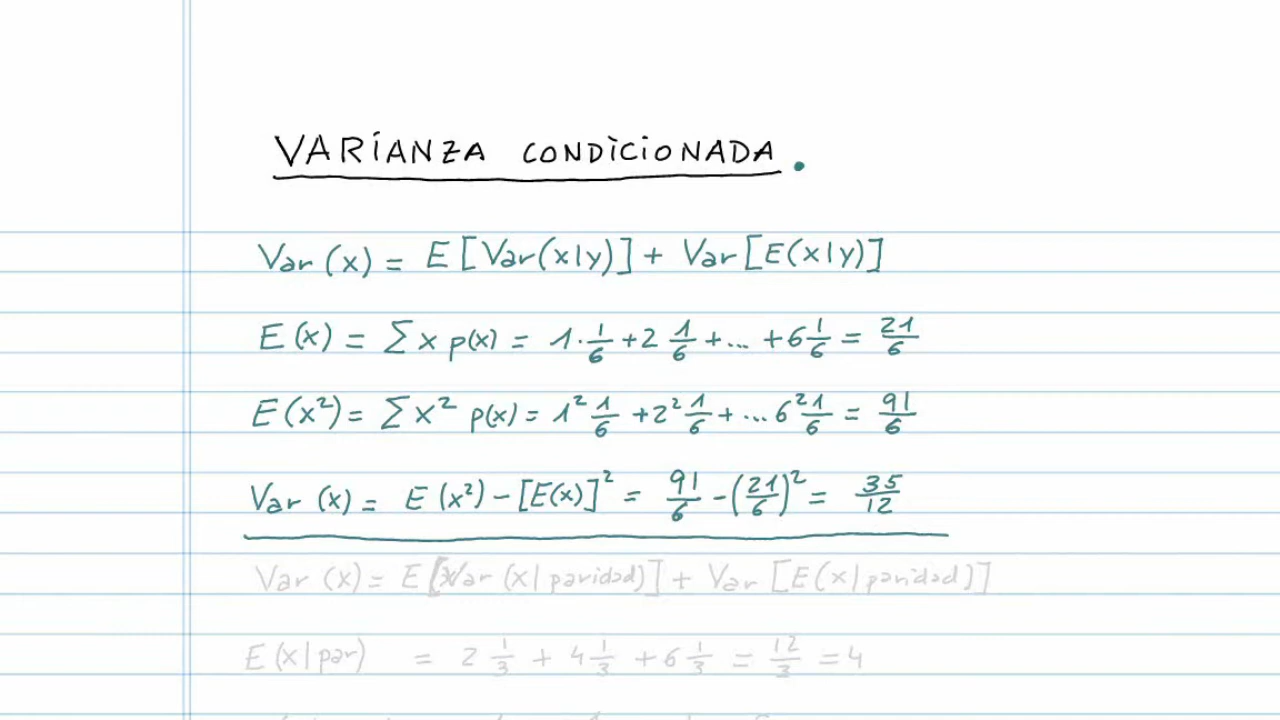 VARIANZA CONDICIONADA.
Var (x) = E [Var(x|y)] + Var [E(x|y)]
E (x) = ∑ x p(x) = 1·1/6 + 2 1/6 + ... + 6 1/6 = 21/6
E (x²) = ∑ x² p(x) = 1² 1/6 + 2² 1/6 + ... 6² 1/6 = 91/6
Var (x) = E (x²) - [E(x)]² = 91/6 - (21/6)² = 35/12
Var (x) = E [Var (x|paridad)] + Var [E(x|paridad)]
E (x|par) = 2 1/3 + 4 1/3 + 6 1/3 = 12/3 = 4